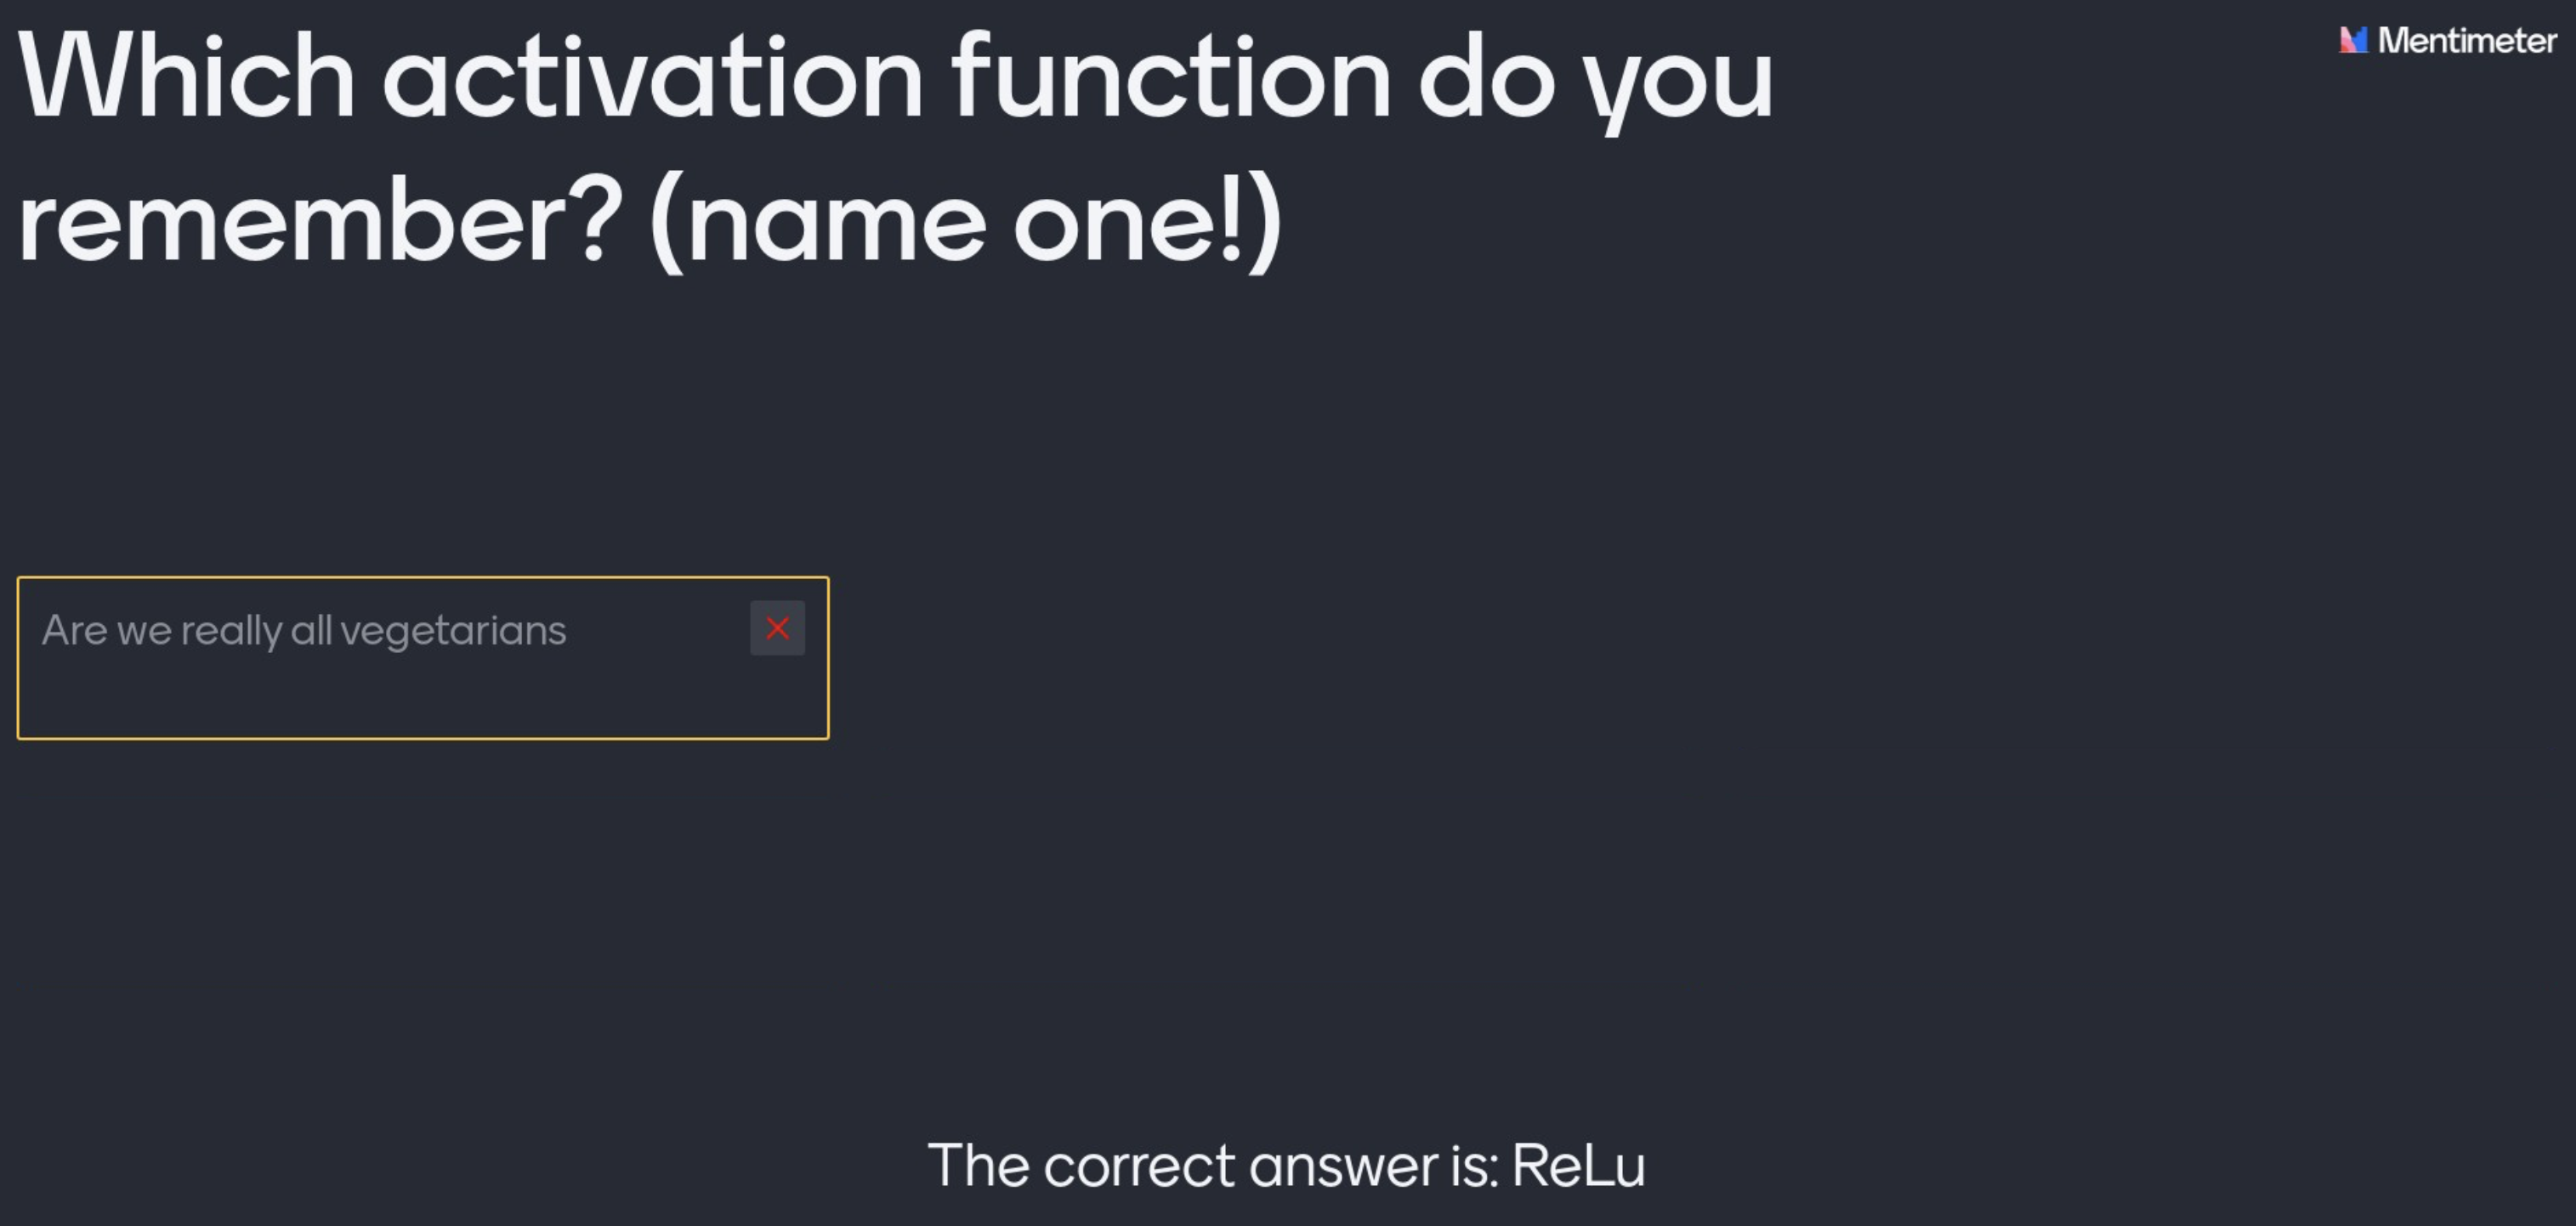 Which activation function do you
Mentimeter
remember? (name one!)
Are we really all vegetarians
The correct answer is: ReLu